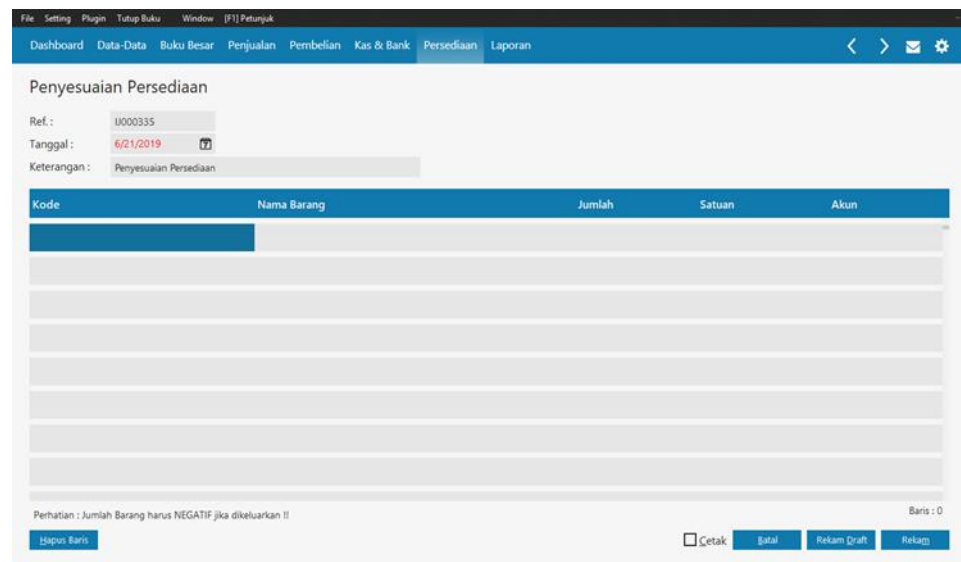 File Setting Plugin Tutup Buku Window [F1] Petunjuk
Dashboard Data-Data Buku Besar Penjualan Pembelian Kas & Bank Persediaan Laporan
Penyesuaian Persediaan
Ref. : IJ000335
Tanggal : 6/21/2019
Keterangan : Penyesuaian Persediaan
Kode Nama Barang Jumlah Satuan Akun
Perhatian : Jumlah Barang harus NEGATIF jika dikeluarkan !! Baris : 0
Hapus Baris Cetak Batal Rekam Draft Rekam